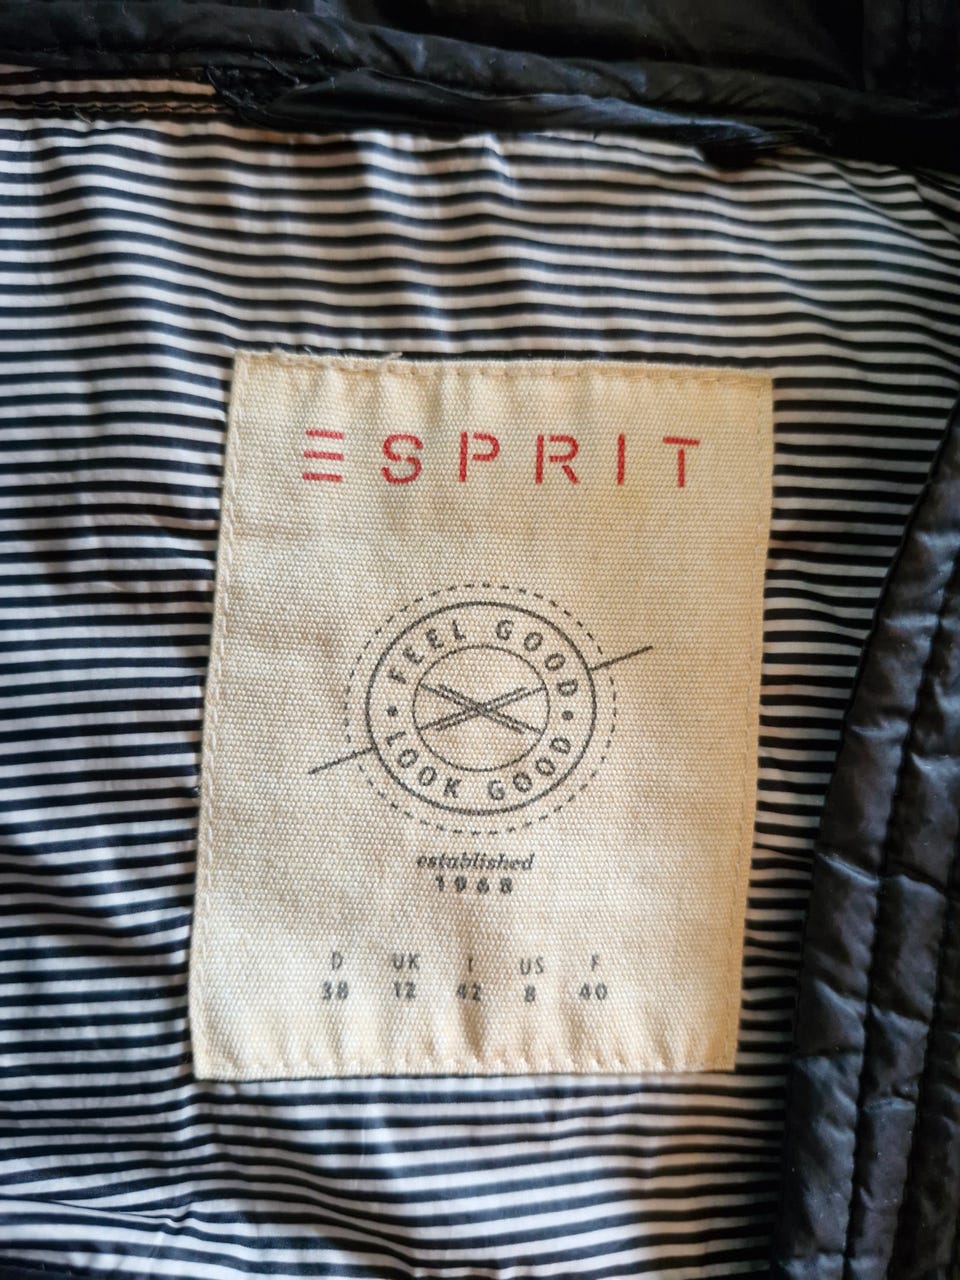 ESPRIT
FEEL GOOD
LOOK GOOD
established
1968
D UK I US F
38 12 42 8 40